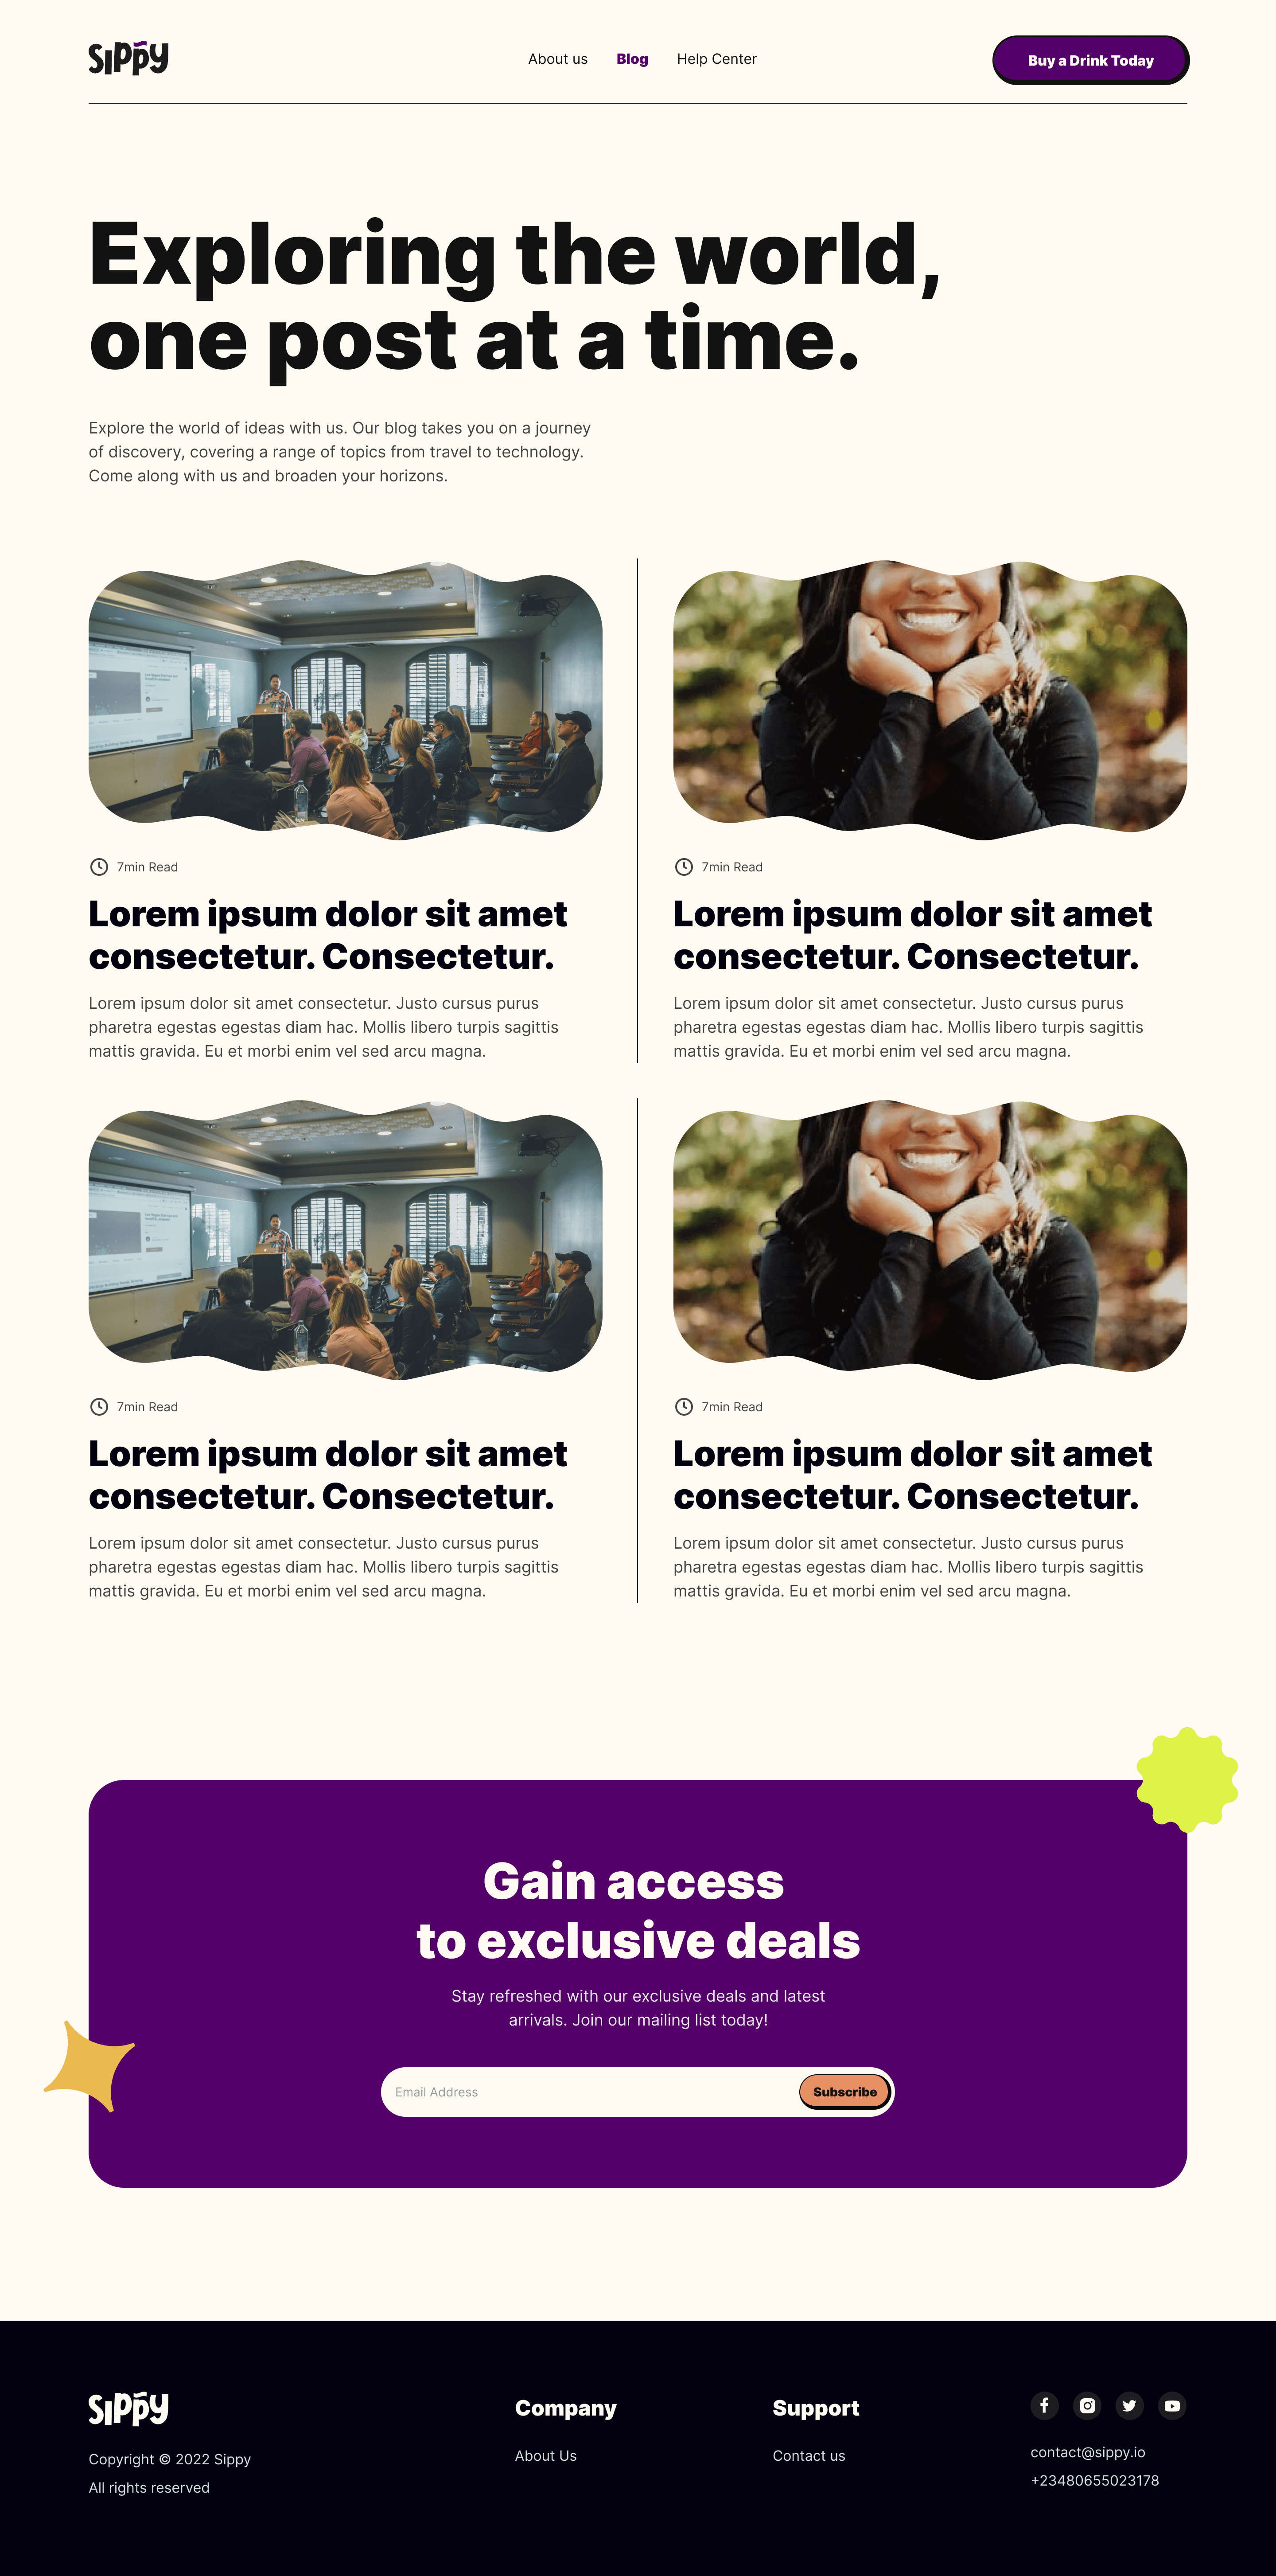 Sippy
About us
Blog
Help Center
Buy a Drink Today
Exploring the world,
one post at a time.
Explore the world of ideas with us. Our blog takes you on a journey
of discovery, covering a range of topics from travel to technology.
Come along with us and broaden your horizons.
7min Read
Lorem ipsum dolor sit amet
consectetur. Consectetur.
Lorem ipsum dolor sit amet consectetur. Justo cursus purus
pharetra egestas egestas diam hac. Mollis libero turpis sagittis
mattis gravida. Eu et morbi enim vel sed arcu magna.
7min Read
Lorem ipsum dolor sit amet
consectetur. Consectetur.
Lorem ipsum dolor sit amet consectetur. Justo cursus purus
pharetra egestas egestas diam hac. Mollis libero turpis sagittis
mattis gravida. Eu et morbi enim vel sed arcu magna.
7min Read
Lorem ipsum dolor sit amet
consectetur. Consectetur.
Lorem ipsum dolor sit amet consectetur. Justo cursus purus
pharetra egestas egestas diam hac. Mollis libero turpis sagittis
mattis gravida. Eu et morbi enim vel sed arcu magna.
7min Read
Lorem ipsum dolor sit amet
consectetur. Consectetur.
Lorem ipsum dolor sit amet consectetur. Justo cursus purus
pharetra egestas egestas diam hac. Mollis libero turpis sagittis
mattis gravida. Eu et morbi enim vel sed arcu magna.
Gain access
to exclusive deals
Stay refreshed with our exclusive deals and latest
arrivals. Join our mailing list today!
Email Address
Subscribe
Sippy
Copyright © 2022 Sippy
All rights reserved
Company
About Us
Support
Contact us
contact@sippy.io
+23480655023178